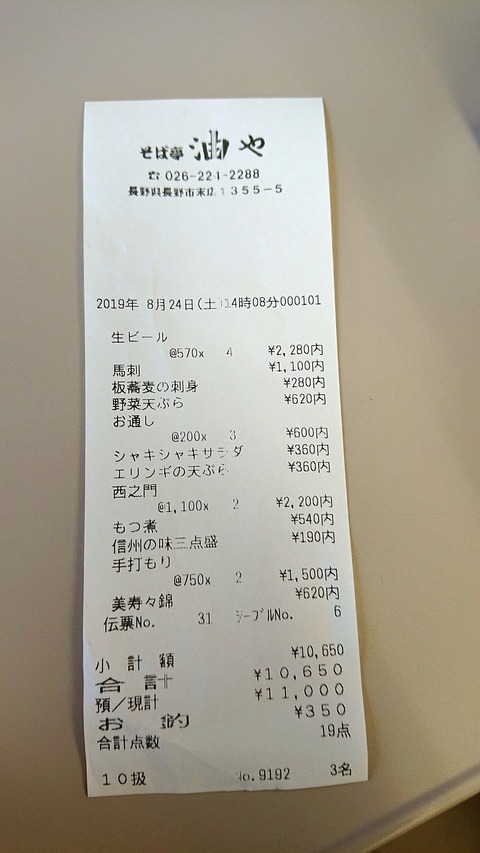 そば亭 油や
☎ 026-224-2288
長野県長野市末広1355-5
2019年 8月24日(土)14時08分000101
生ビール
@570x 4 ¥2,280内
馬刺 ¥1,100内
板蕎麦の刺身 ¥280内
野菜天ぷら ¥620内
お通し
@200x 3 ¥600内
シャキシャキサラダ ¥360内
エリンギの天ぷら ¥360内
西之門
@1,100x 2 ¥2,200内
もつ煮 ¥540内
信州の味三点盛 ¥190内
手打もり
@750x 2 ¥1,500内
美寿々錦 ¥620内
伝票No. 31 テーブルNo. 6
小計額 ¥10,650
合計 ¥10,650
預/現計 ¥11,000
お釣 ¥350
合計点数 19点
10扱 No.9192 3名